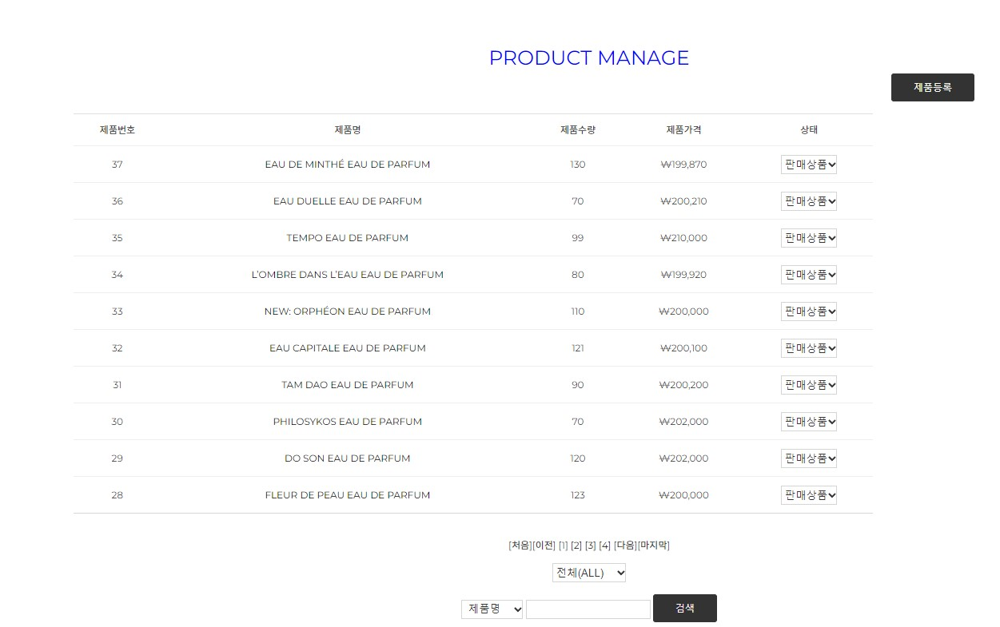 PRODUCT MANAGE
제품등록
제품번호 제품명 제품수량 제품가격 상태
37 EAU DE MINTHÉ EAU DE PARFUM 130 ₩199,870 판매상품
36 EAU DUELLE EAU DE PARFUM 70 ₩200,210 판매상품
35 TEMPO EAU DE PARFUM 99 ₩210,000 판매상품
34 L'OMBRE DANS L'EAU EAU DE PARFUM 80 ₩199,920 판매상품
33 NEW: ORPHÉON EAU DE PARFUM 110 ₩200,000 판매상품
32 EAU CAPITALE EAU DE PARFUM 121 ₩200,100 판매상품
31 TAM DAO EAU DE PARFUM 90 ₩200,200 판매상품
30 PHILOSYKOS EAU DE PARFUM 70 ₩202,000 판매상품
29 DO SON EAU DE PARFUM 120 ₩202,000 판매상품
28 FLEUR DE PEAU EAU DE PARFUM 123 ₩200,000 판매상품
[처음][이전] [1] [2] [3] [4] [다음][마지막]
전체(ALL)
제품명 검색